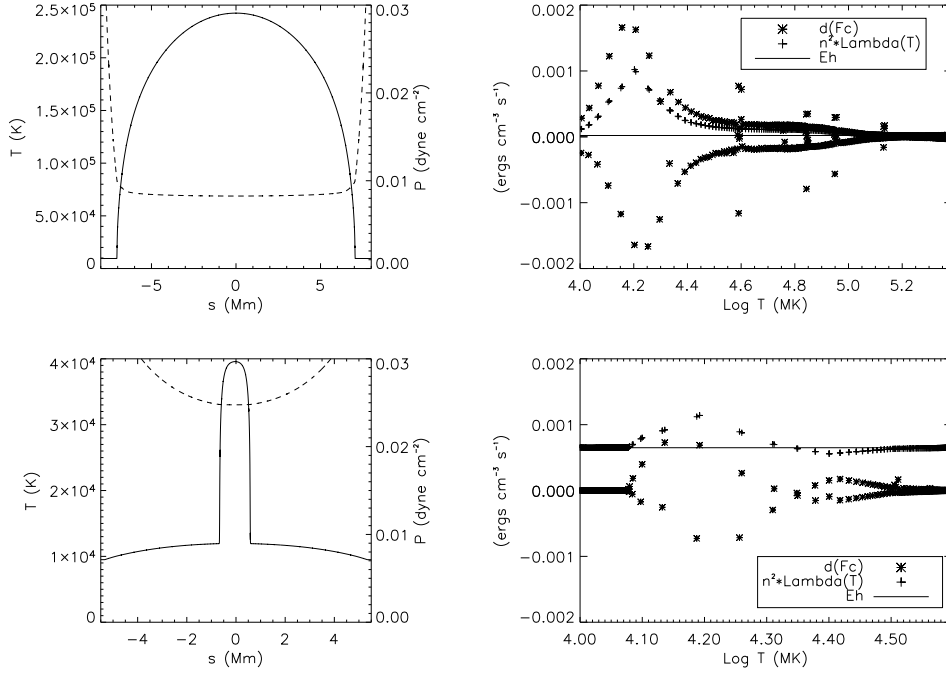 2.5×10⁵
2.0×10⁵
1.5×10⁵
1.0×10⁵
5.0×10⁴
0
T (K)
0.03
0.02
0.01
0.00
P (dyne cm⁻²)
−5 0 5
s (Mm)
0.002
0.001
0.000
−0.001
−0.002
(ergs cm⁻³ s⁻¹)
d(Fc)
n²*Lambda(T)
Eh
4.0 4.2 4.4 4.6 4.8 5.0 5.2
Log T (MK)
4×10⁴
3×10⁴
2×10⁴
1×10⁴
0
T (K)
0.03
0.02
0.01
0.00
P (dyne cm⁻²)
−4 −2 0 2 4
s (Mm)
0.002
0.001
0.000
−0.001
−0.002
(ergs cm⁻³ s⁻¹)
d(Fc)
n²*Lambda(T)
Eh
4.00 4.10 4.20 4.30 4.40 4.50
Log T (MK)